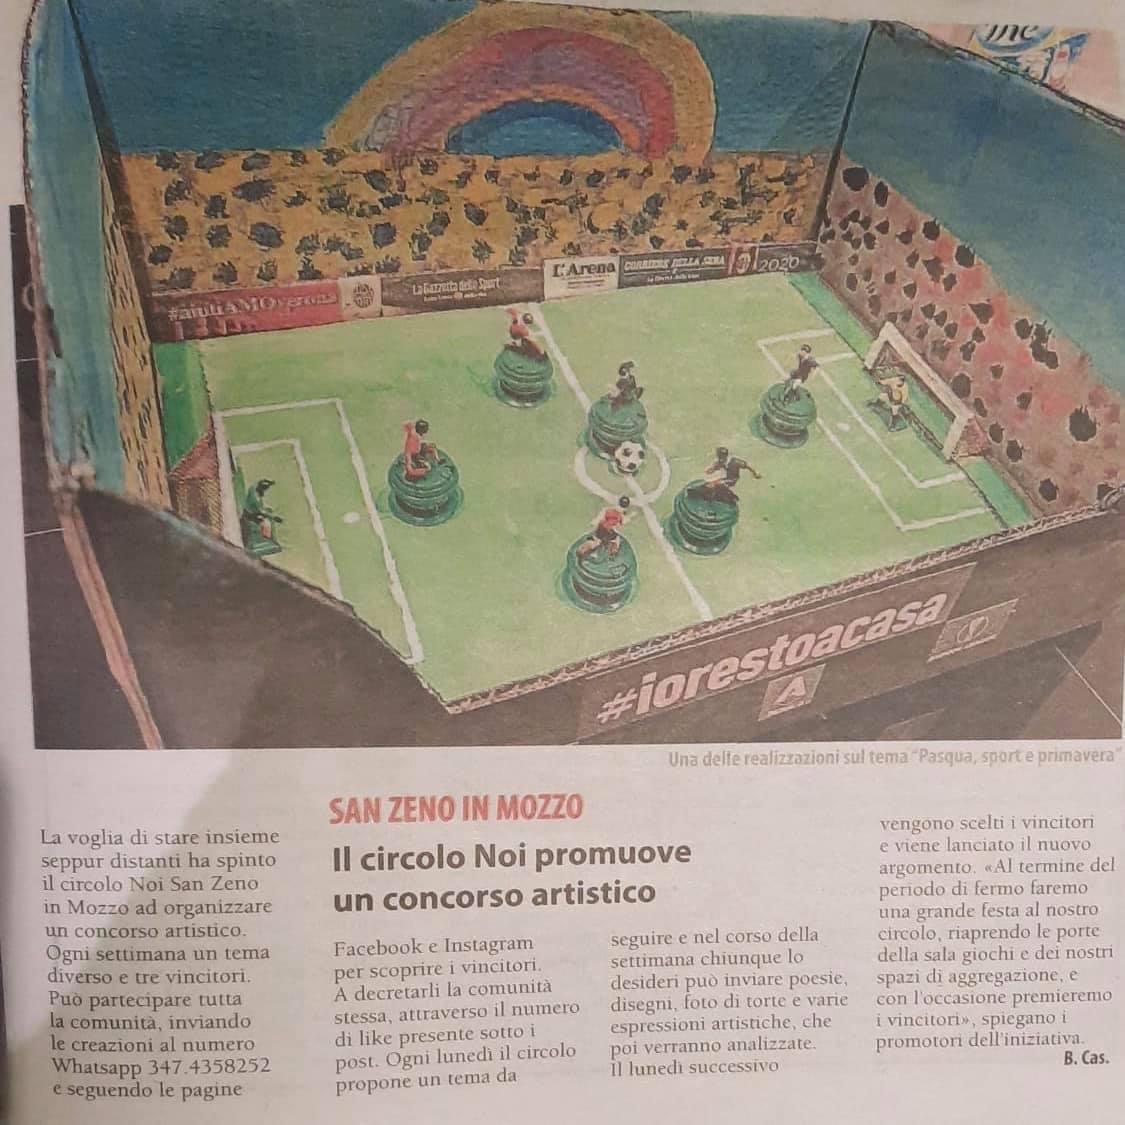 #aiutiAMOverona
La Gazzetta dello Sport
L'Arena
CORRIERE DELLA SERA
2020
#iorestoacasa
Una delle realizzazioni sul tema "Pasqua, sport e primavera"
SAN ZENO IN MOZZO
Il circolo Noi promuove
un concorso artistico
La voglia di stare insieme
seppur distanti ha spinto
il circolo Noi San Zeno
in Mozzo ad organizzare
un concorso artistico.
Ogni settimana un tema
diverso e tre vincitori.
Può partecipare tutta
la comunità, inviando
le creazioni al numero
Whatsapp 347.4358252
e seguendo le pagine
Facebook e Instagram
per scoprire i vincitori.
A decretarli la comunità
stessa, attraverso il numero
di like presente sotto i
post. Ogni lunedì il circolo
propone un tema da
seguire e nel corso della
settimana chiunque lo
desideri può inviare poesie,
disegni, foto di torte e varie
espressioni artistiche, che
poi verranno analizzate.
Il lunedì successivo
vengono scelti i vincitori
e viene lanciato il nuovo
argomento. «Al termine del
periodo di fermo faremo
una grande festa al nostro
circolo, riaprendo le porte
della sala giochi e dei nostri
spazi di aggregazione, e
con l'occasione premieremo
i vincitori», spiegano i
promotori dell'iniziativa.
B. Cas.